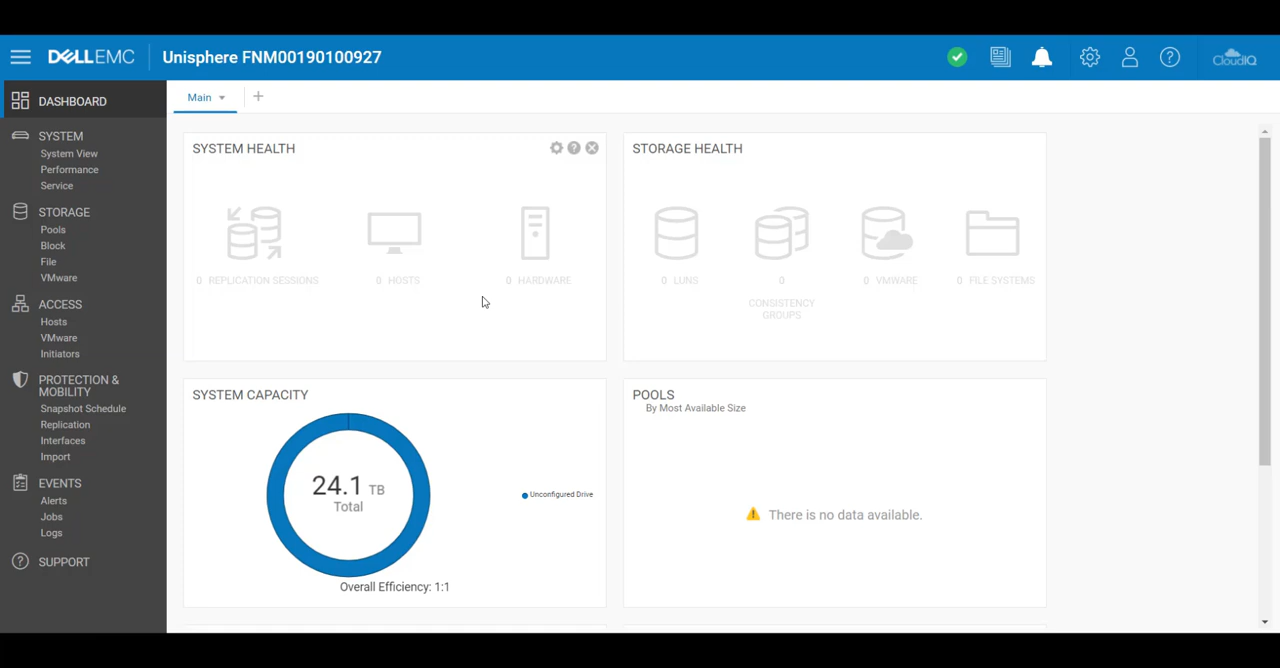 DELLEMC
Unisphere FNM00190100927
CloudIQ
DASHBOARD
SYSTEM
System View
Performance
Service
STORAGE
Pools
Block
File
VMware
ACCESS
Hosts
VMware
Initiators
PROTECTION &
MOBILITY
Snapshot Schedule
Replication
Interfaces
Import
EVENTS
Alerts
Jobs
Logs
SUPPORT
Main
SYSTEM HEALTH
0 REPLICATION SESSIONS
0 HOSTS
0 HARDWARE
STORAGE HEALTH
0 LUNS
0
CONSISTENCY
GROUPS
0 VMWARE
0 FILE SYSTEMS
SYSTEM CAPACITY
24.1 TB
Total
Unconfigured Drive
Overall Efficiency: 1:1
POOLS
By Most Available Size
There is no data available.